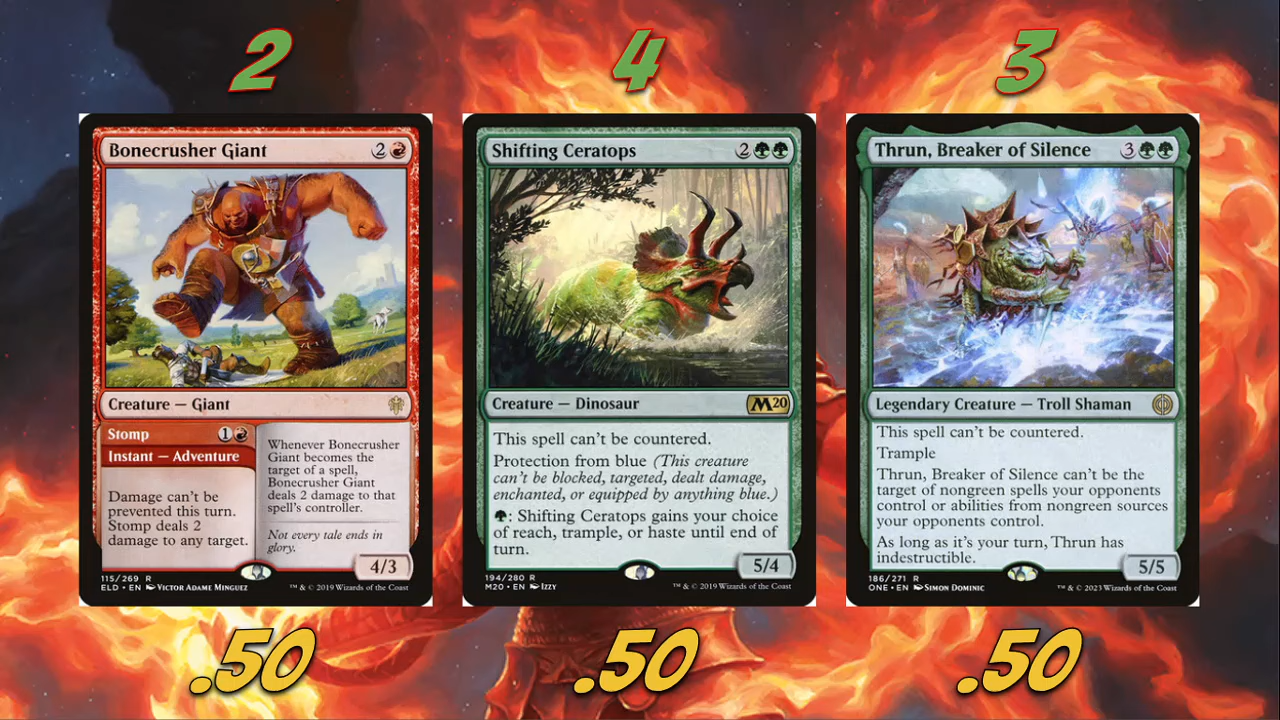 2
4
3
Bonecrusher Giant 2
Creature — Giant
Stomp 1
Instant — Adventure
Damage can't be
prevented this turn.
Stomp deals 2
damage to any target.
Whenever Bonecrusher
Giant becomes the
target of a spell,
Bonecrusher Giant
deals 2 damage to that
spell's controller.
Not every tale ends in
glory.
4/3
115/269 R
ELD • EN Victor Adame Minguez
™ & © 2019 Wizards of the Coast
Shifting Ceratops 2
Creature — Dinosaur
M20
This spell can't be countered.
Protection from blue (This creature
can't be blocked, targeted, dealt damage,
enchanted, or equipped by anything blue.)
: Shifting Ceratops gains your choice
of reach, trample, or haste until end of
turn.
5/4
194/280 R
M20 • EN Izzy
™ & © 2019 Wizards of the Coast
Thrun, Breaker of Silence 3
Legendary Creature — Troll Shaman
This spell can't be countered.
Trample
Thrun, Breaker of Silence can't be the
target of nongreen spells your opponents
control or abilities from nongreen sources
your opponents control.
As long as it's your turn, Thrun has
indestructible.
5/5
186/271 R
ONE • EN Simon Dominic
™ & © 2023 Wizards of the Coast
.50
.50
.50